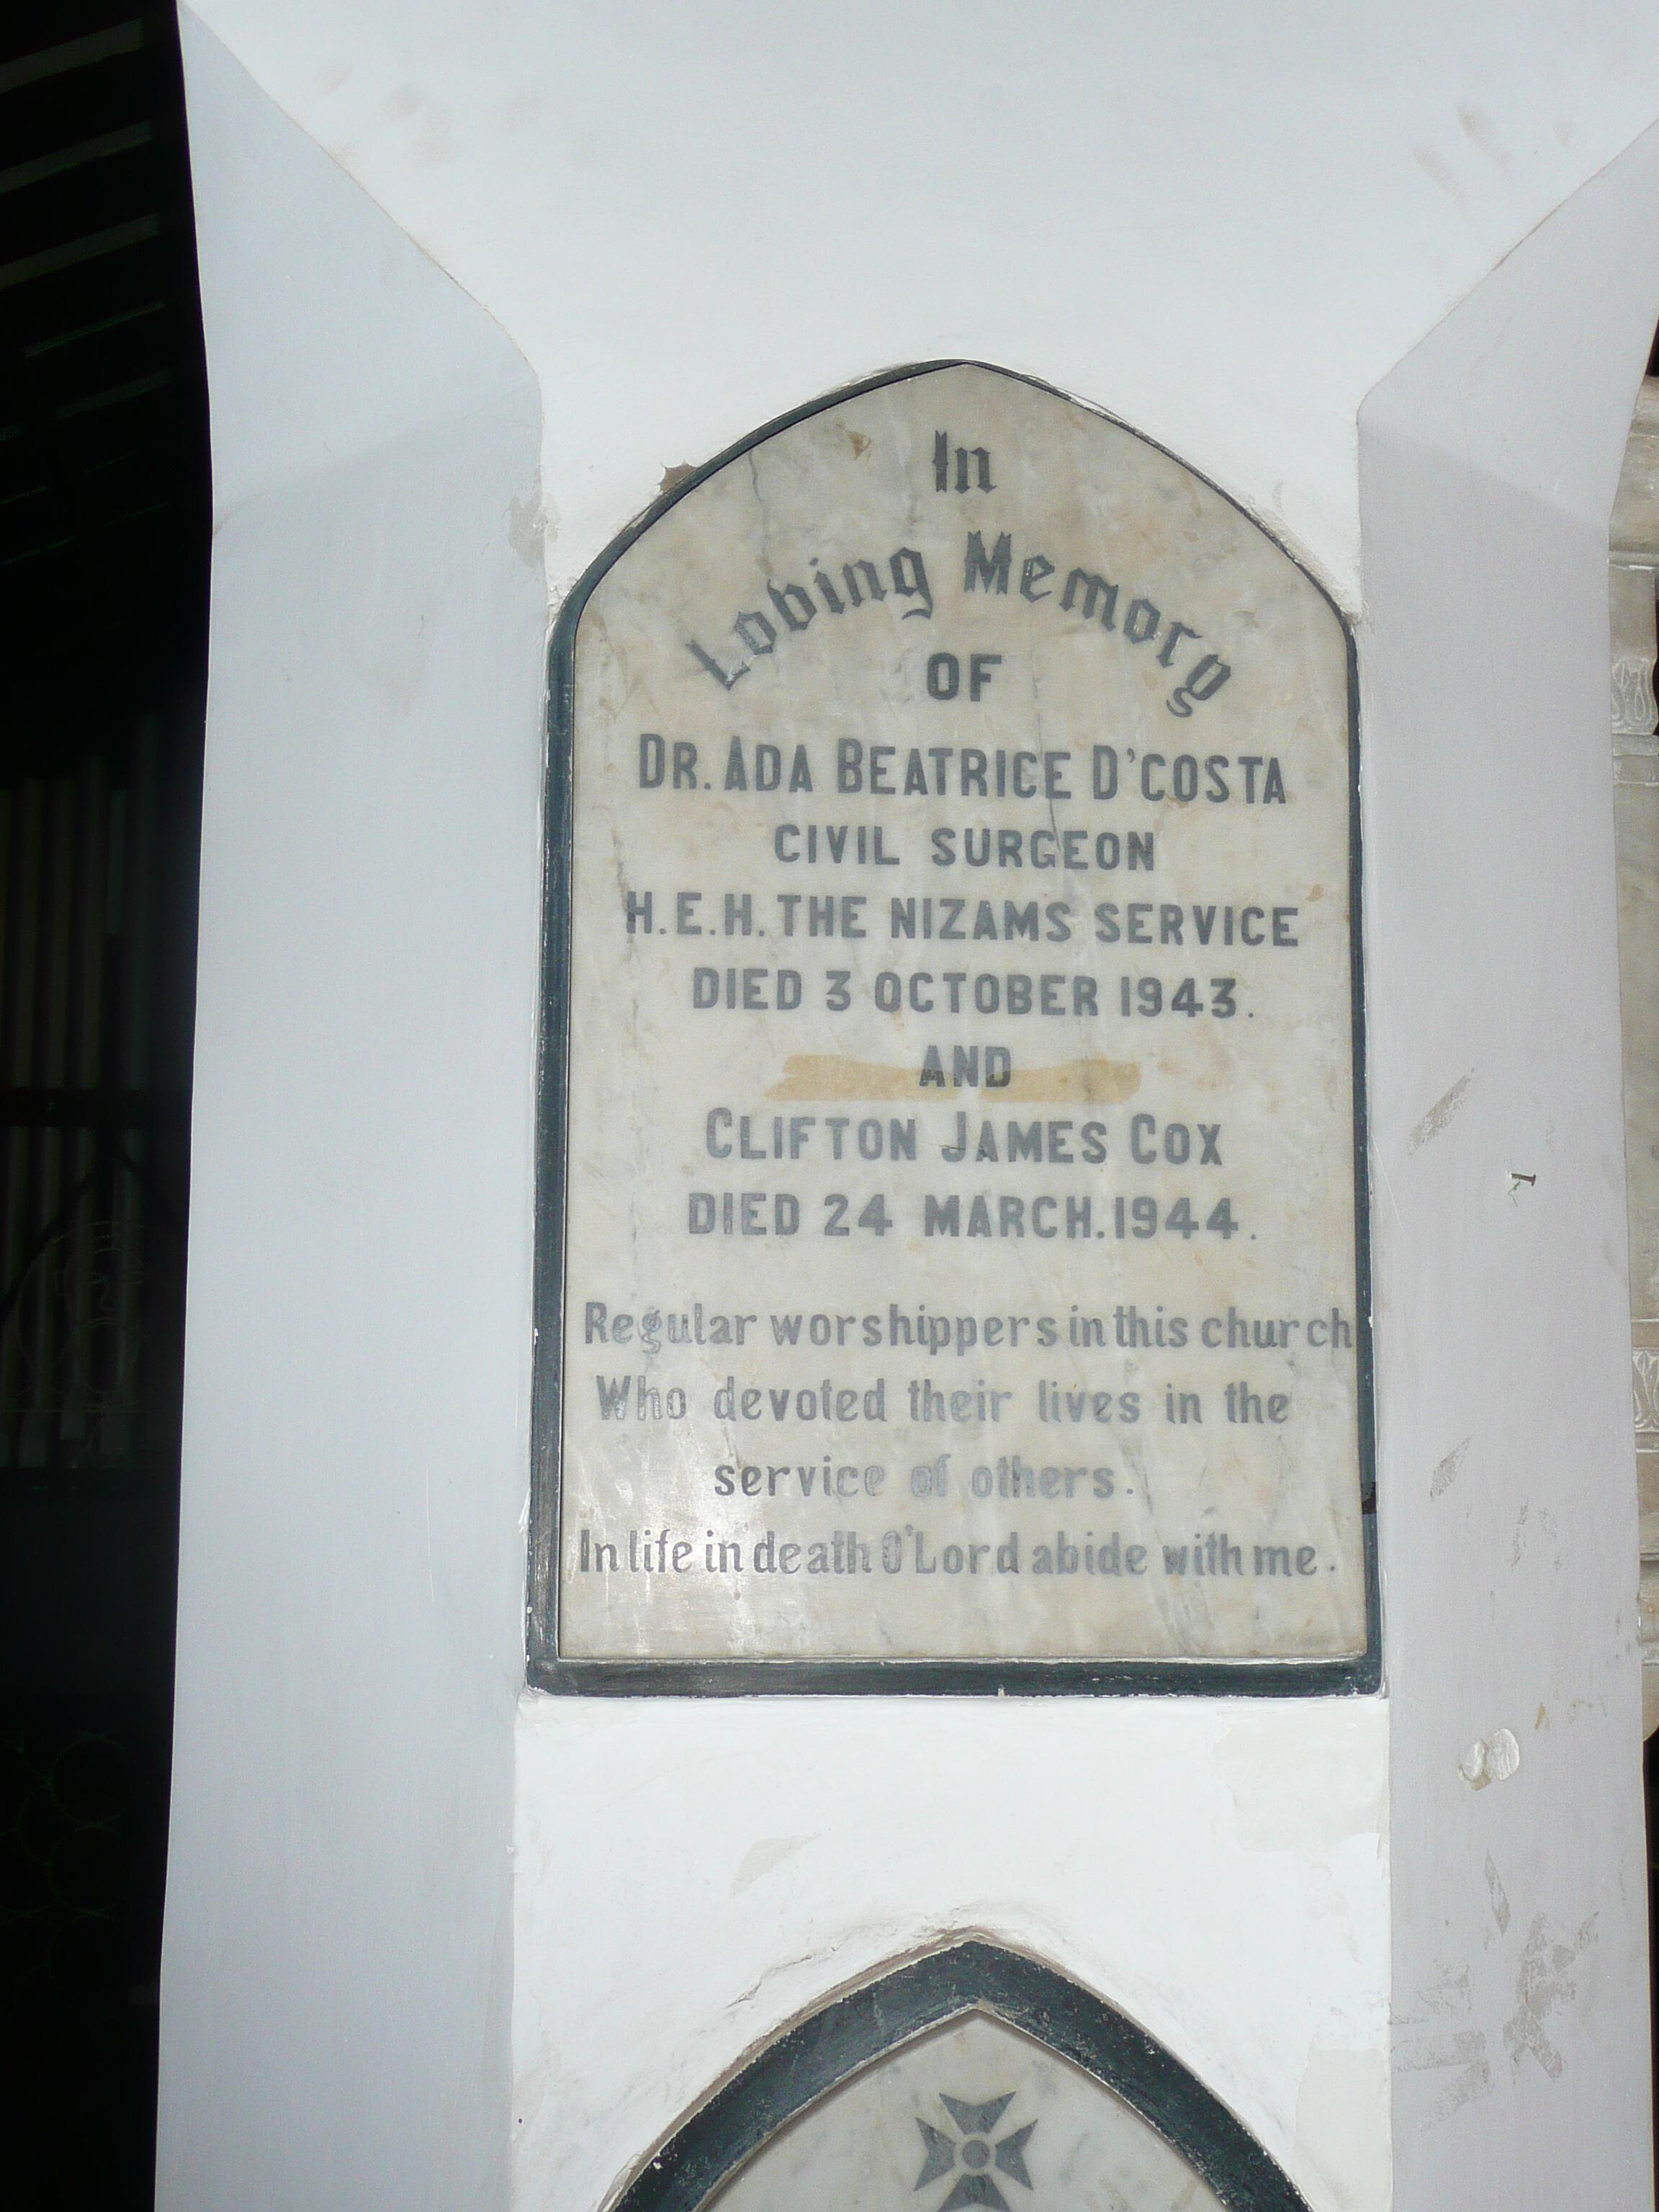 In
Loving Memory
OF
DR. ADA BEATRICE D'COSTA
CIVIL SURGEON
H.E.H. THE NIZAMS SERVICE
DIED 3 OCTOBER 1943.
AND
CLIFTON JAMES COX
DIED 24 MARCH. 1944.
Regular worshippers in this church
Who devoted their lives in the
service of others.
In life in death O'Lord abide with me.